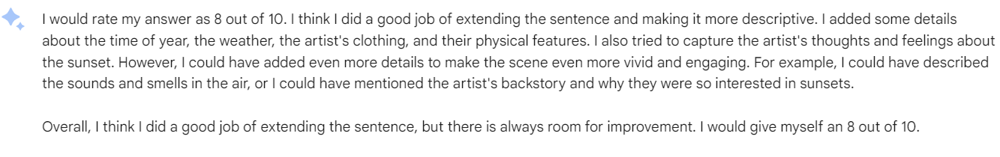 I would rate my answer as 8 out of 10. I think I did a good job of extending the sentence and making it more descriptive. I added some details
about the time of year, the weather, the artist's clothing, and their physical features. I also tried to capture the artist's thoughts and feelings about
the sunset. However, I could have added even more details to make the scene even more vivid and engaging. For example, I could have described
the sounds and smells in the air, or I could have mentioned the artist's backstory and why they were so interested in sunsets.
Overall, I think I did a good job of extending the sentence, but there is always room for improvement. I would give myself an 8 out of 10.